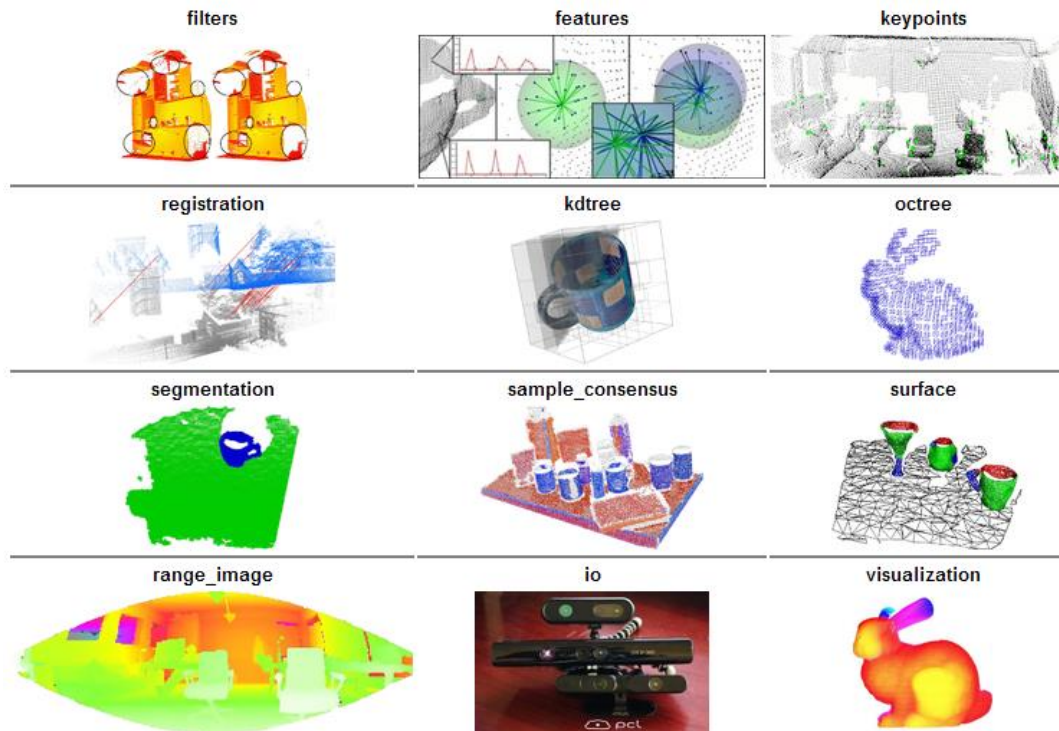 filters
features
keypoints
registration
kdtree
octree
segmentation
sample_consensus
surface
range_image
io
visualization
pcl